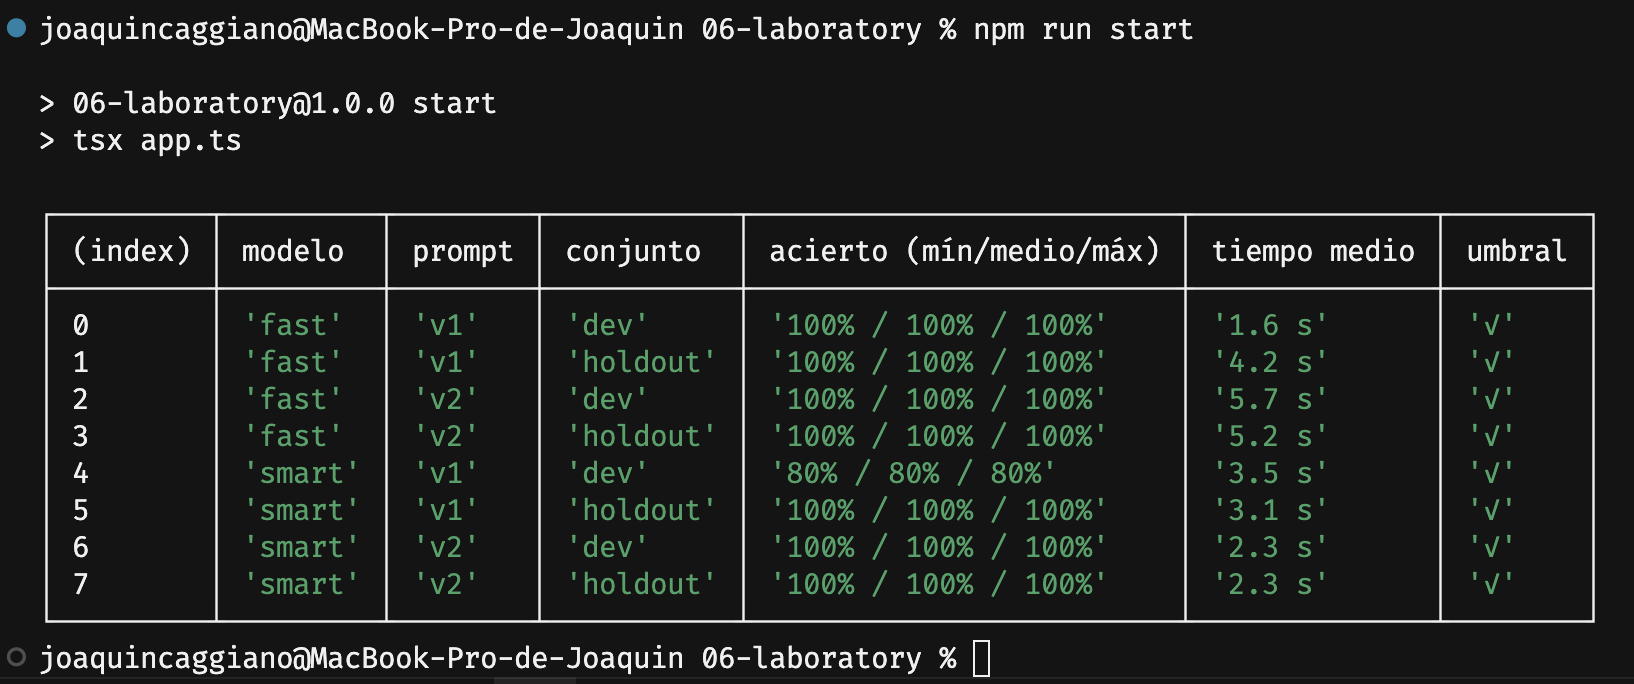 joaquincaggiano@MacBook-Pro-de-Joaquin 06-laboratory % npm run start
> 06-laboratory@1.0.0 start
> tsx app.ts
(index) modelo prompt conjunto acierto (mín/medio/máx) tiempo medio umbral
0 'fast' 'v1' 'dev' '100% / 100% / 100%' '1.6 s' '√'
1 'fast' 'v1' 'holdout' '100% / 100% / 100%' '4.2 s' '√'
2 'fast' 'v2' 'dev' '100% / 100% / 100%' '5.7 s' '√'
3 'fast' 'v2' 'holdout' '100% / 100% / 100%' '5.2 s' '√'
4 'smart' 'v1' 'dev' '80% / 80% / 80%' '3.5 s' '√'
5 'smart' 'v1' 'holdout' '100% / 100% / 100%' '3.1 s' '√'
6 'smart' 'v2' 'dev' '100% / 100% / 100%' '2.3 s' '√'
7 'smart' 'v2' 'holdout' '100% / 100% / 100%' '2.3 s' '√'
joaquincaggiano@MacBook-Pro-de-Joaquin 06-laboratory %